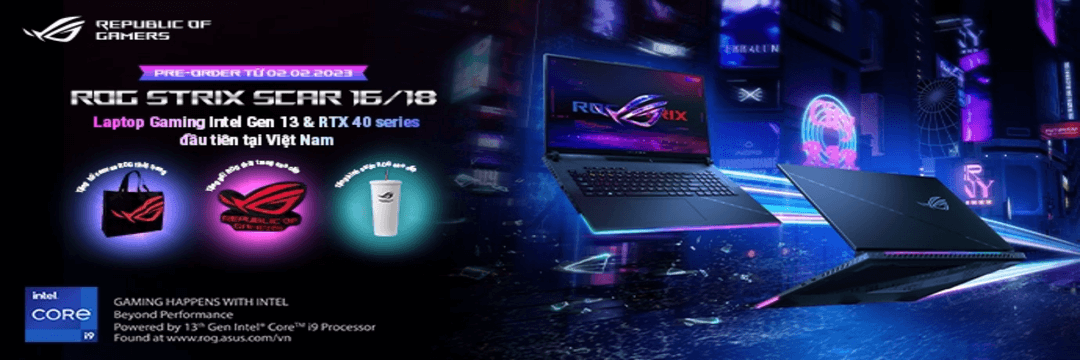 REPUBLIC OF
GAMERS
PRE-ORDER TỪ 02.02.2023
ROG STRIX SCAR 16/18
Laptop Gaming Intel Gen 13 & RTX 40 series
đầu tiên tại Việt Nam
REPUBLIC OF
GAMERS
ROG STRIX
intel
CORE
i9
GAMING HAPPENS WITH INTEL
Beyond Performance
Powered by 13th Gen Intel® Core™ i9 Processor
Found at www.rog.asus.com/vn